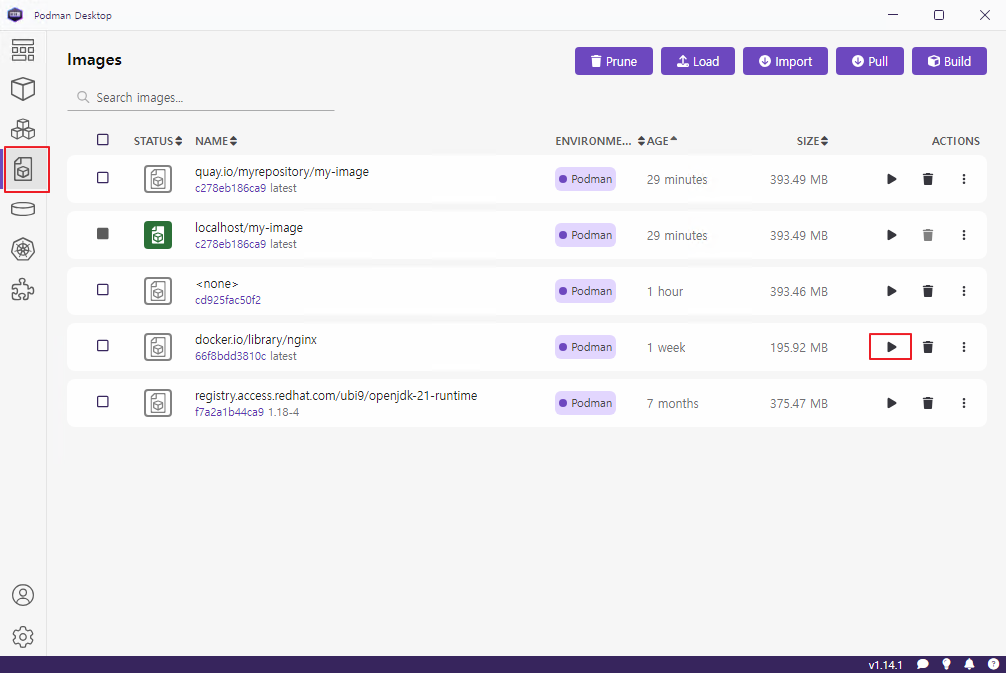 Podman Desktop
Images
Prune
Load
Import
Pull
Build
Search images...
STATUS NAME ENVIRONME... AGE SIZE ACTIONS
quay.io/myrepository/my-image
c278eb186ca9 latest
Podman 29 minutes 393.49 MB
localhost/my-image
c278eb186ca9 latest
Podman 29 minutes 393.49 MB
<none>
cd925fac50f2
Podman 1 hour 393.46 MB
docker.io/library/nginx
66f8bdd3810c latest
Podman 1 week 195.92 MB
registry.access.redhat.com/ubi9/openjdk-21-runtime
f7a2a1b44ca9 1.18-4
Podman 7 months 375.47 MB
v1.14.1